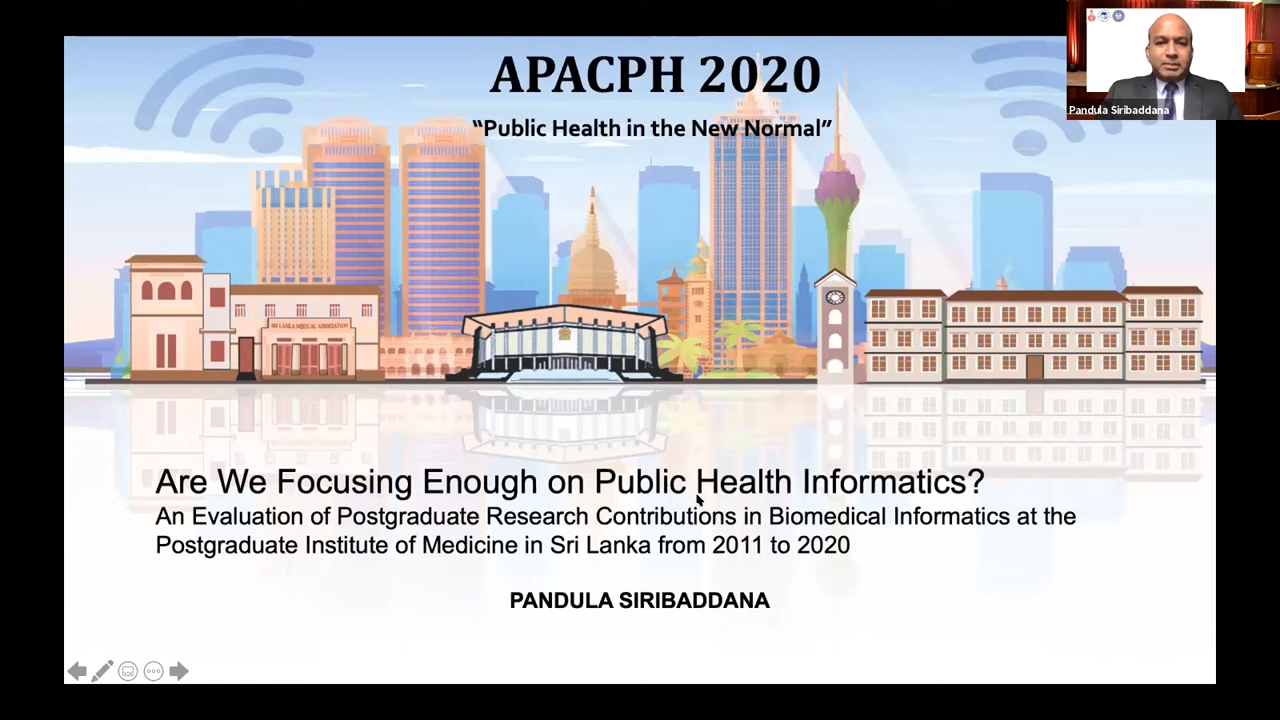 APACPH 2020
“Public Health in the New Normal”
Pandula Siribaddana
SRI LANKA MEDICAL ASSOCIATION
Are We Focusing Enough on Public Health Informatics?
An Evaluation of Postgraduate Research Contributions in Biomedical Informatics at the
Postgraduate Institute of Medicine in Sri Lanka from 2011 to 2020
PANDULA SIRIBADDANA